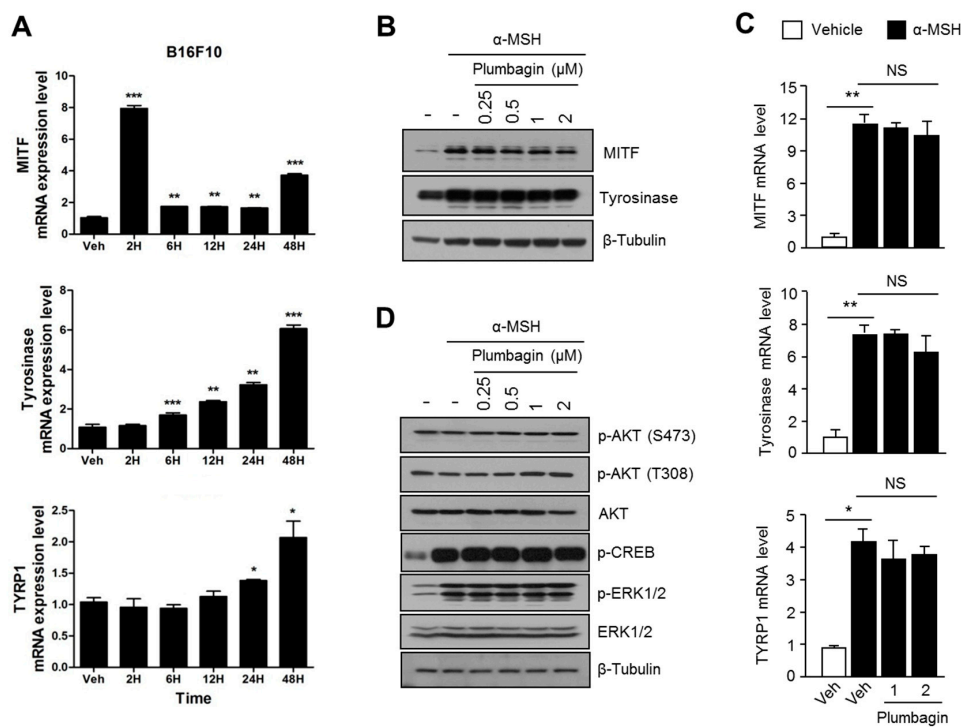 A
B16F10
MITF
mRNA expression level
10
8
6
4
2
0
***
**
**
**
***
Veh 2H 6H 12H 24H 48H
Tyrosinase
mRNA expression level
8
6
4
2
0
***
**
**
***
Veh 2H 6H 12H 24H 48H
TYRP1
mRNA expression level
2.5
2.0
1.5
1.0
0.5
0.0
*
*
Veh 2H 6H 12H 24H 48H
Time
B
α-MSH
Plumbagin (μM)
- - 0.25 0.5 1 2
MITF
Tyrosinase
β-Tubulin
D
α-MSH
Plumbagin (μM)
- - 0.25 0.5 1 2
p-AKT (S473)
p-AKT (T308)
AKT
p-CREB
p-ERK1/2
ERK1/2
β-Tubulin
C
Vehicle α-MSH
MITF mRNA level
15
12
9
6
3
0
**
NS
Tyrosinase mRNA level
10
8
6
4
2
0
**
NS
TYRP1 mRNA level
5
4
3
2
1
0
*
NS
Veh Veh 1 2
Plumbagin